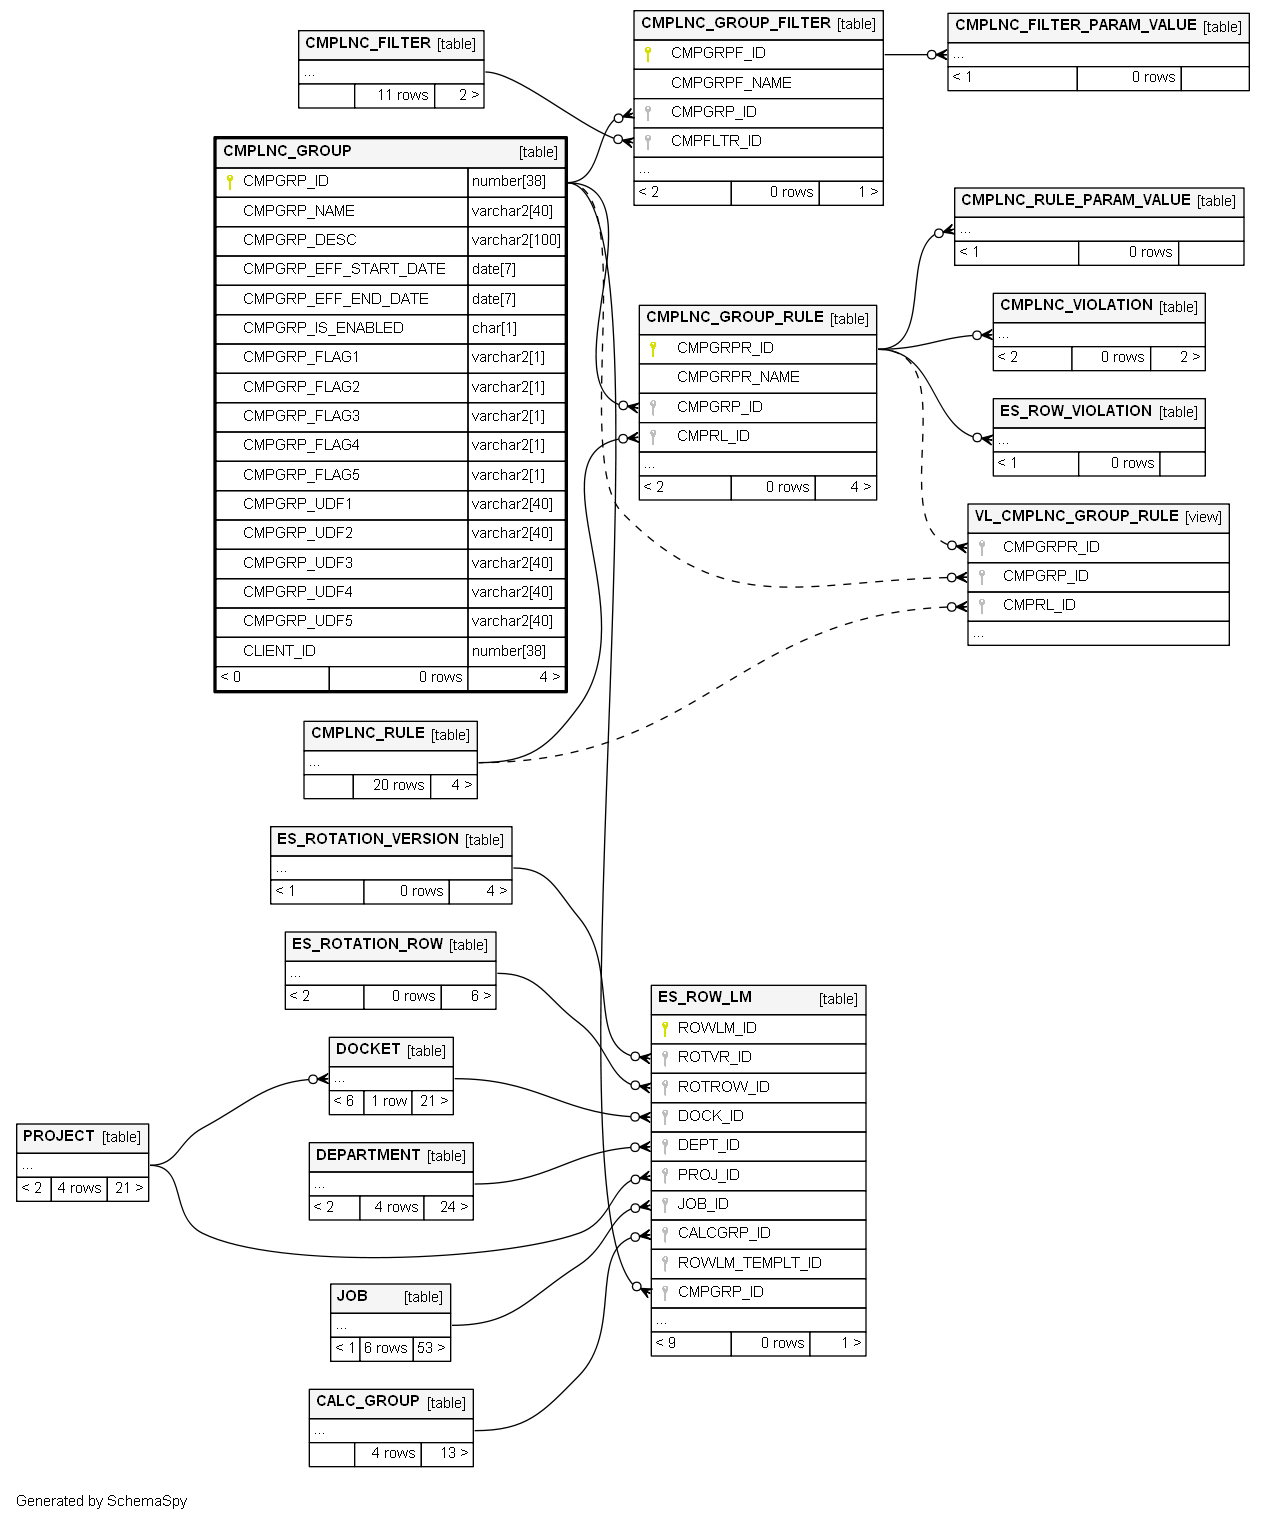 CMPLNC_FILTER [table]
...
11 rows 2 >
CMPLNC_GROUP_FILTER [table]
CMPGRPF_ID
CMPGRPF_NAME
CMPGRP_ID
CMPFLTR_ID
...
< 2 0 rows 1 >
CMPLNC_FILTER_PARAM_VALUE [table]
...
< 1 0 rows
CMPLNC_GROUP [table]
CMPGRP_ID number[38]
CMPGRP_NAME varchar2[40]
CMPGRP_DESC varchar2[100]
CMPGRP_EFF_START_DATE date[7]
CMPGRP_EFF_END_DATE date[7]
CMPGRP_IS_ENABLED char[1]
CMPGRP_FLAG1 varchar2[1]
CMPGRP_FLAG2 varchar2[1]
CMPGRP_FLAG3 varchar2[1]
CMPGRP_FLAG4 varchar2[1]
CMPGRP_FLAG5 varchar2[1]
CMPGRP_UDF1 varchar2[40]
CMPGRP_UDF2 varchar2[40]
CMPGRP_UDF3 varchar2[40]
CMPGRP_UDF4 varchar2[40]
CMPGRP_UDF5 varchar2[40]
CLIENT_ID number[38]
< 0 0 rows 4 >
CMPLNC_RULE_PARAM_VALUE [table]
...
< 1 0 rows
CMPLNC_GROUP_RULE [table]
CMPGRPR_ID
CMPGRPR_NAME
CMPGRP_ID
CMPRL_ID
...
< 2 0 rows 4 >
CMPLNC_VIOLATION [table]
...
< 2 0 rows 2 >
ES_ROW_VIOLATION [table]
...
< 1 0 rows
VL_CMPLNC_GROUP_RULE [view]
CMPGRPR_ID
CMPGRP_ID
CMPRL_ID
...
CMPLNC_RULE [table]
...
20 rows 4 >
ES_ROTATION_VERSION [table]
...
< 1 0 rows 4 >
ES_ROTATION_ROW [table]
...
< 2 0 rows 6 >
ES_ROW_LM [table]
ROWLM_ID
ROTVR_ID
ROTROW_ID
DOCK_ID
DEPT_ID
PROJ_ID
JOB_ID
CALCGRP_ID
ROWLM_TEMPLT_ID
CMPGRP_ID
...
< 9 0 rows 1 >
DOCKET [table]
...
< 6 1 row 21 >
PROJECT [table]
...
< 2 4 rows 21 >
DEPARTMENT [table]
...
< 2 4 rows 24 >
JOB [table]
...
< 1 6 rows 53 >
CALC_GROUP [table]
...
4 rows 13 >
Generated by SchemaSpy